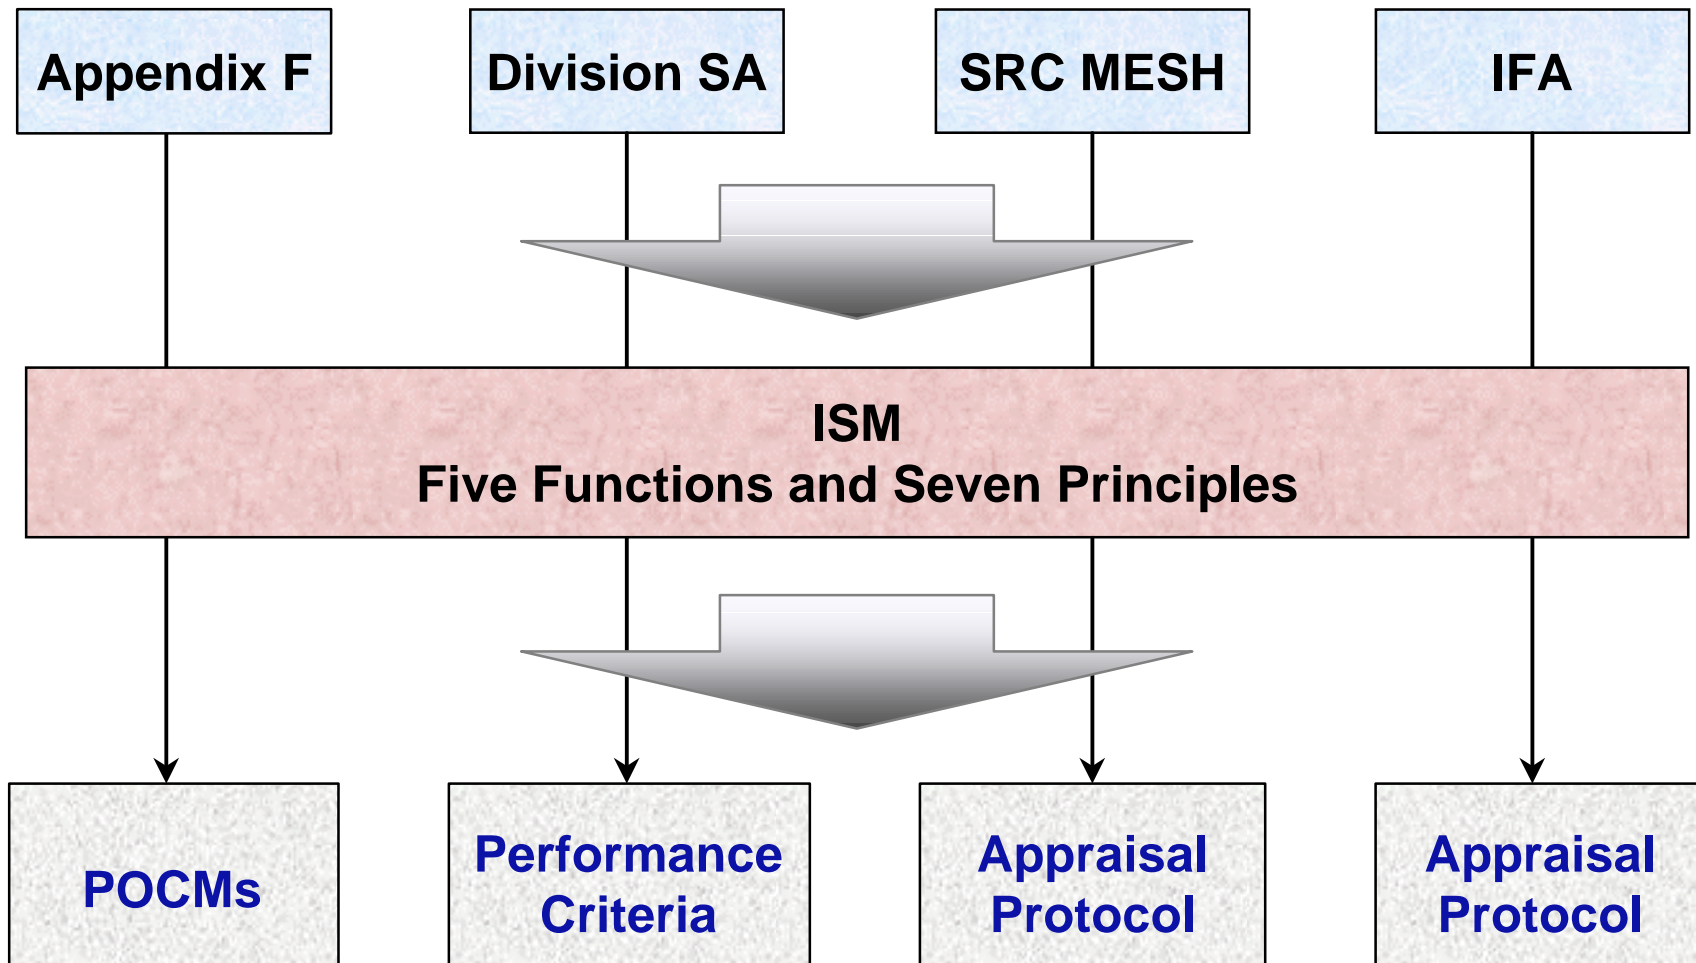 Appendix F
Division SA
SRC MESH
IFA
ISM
Five Functions and Seven Principles
POCMs
Performance
Criteria
Appraisal
Protocol
Appraisal
Protocol